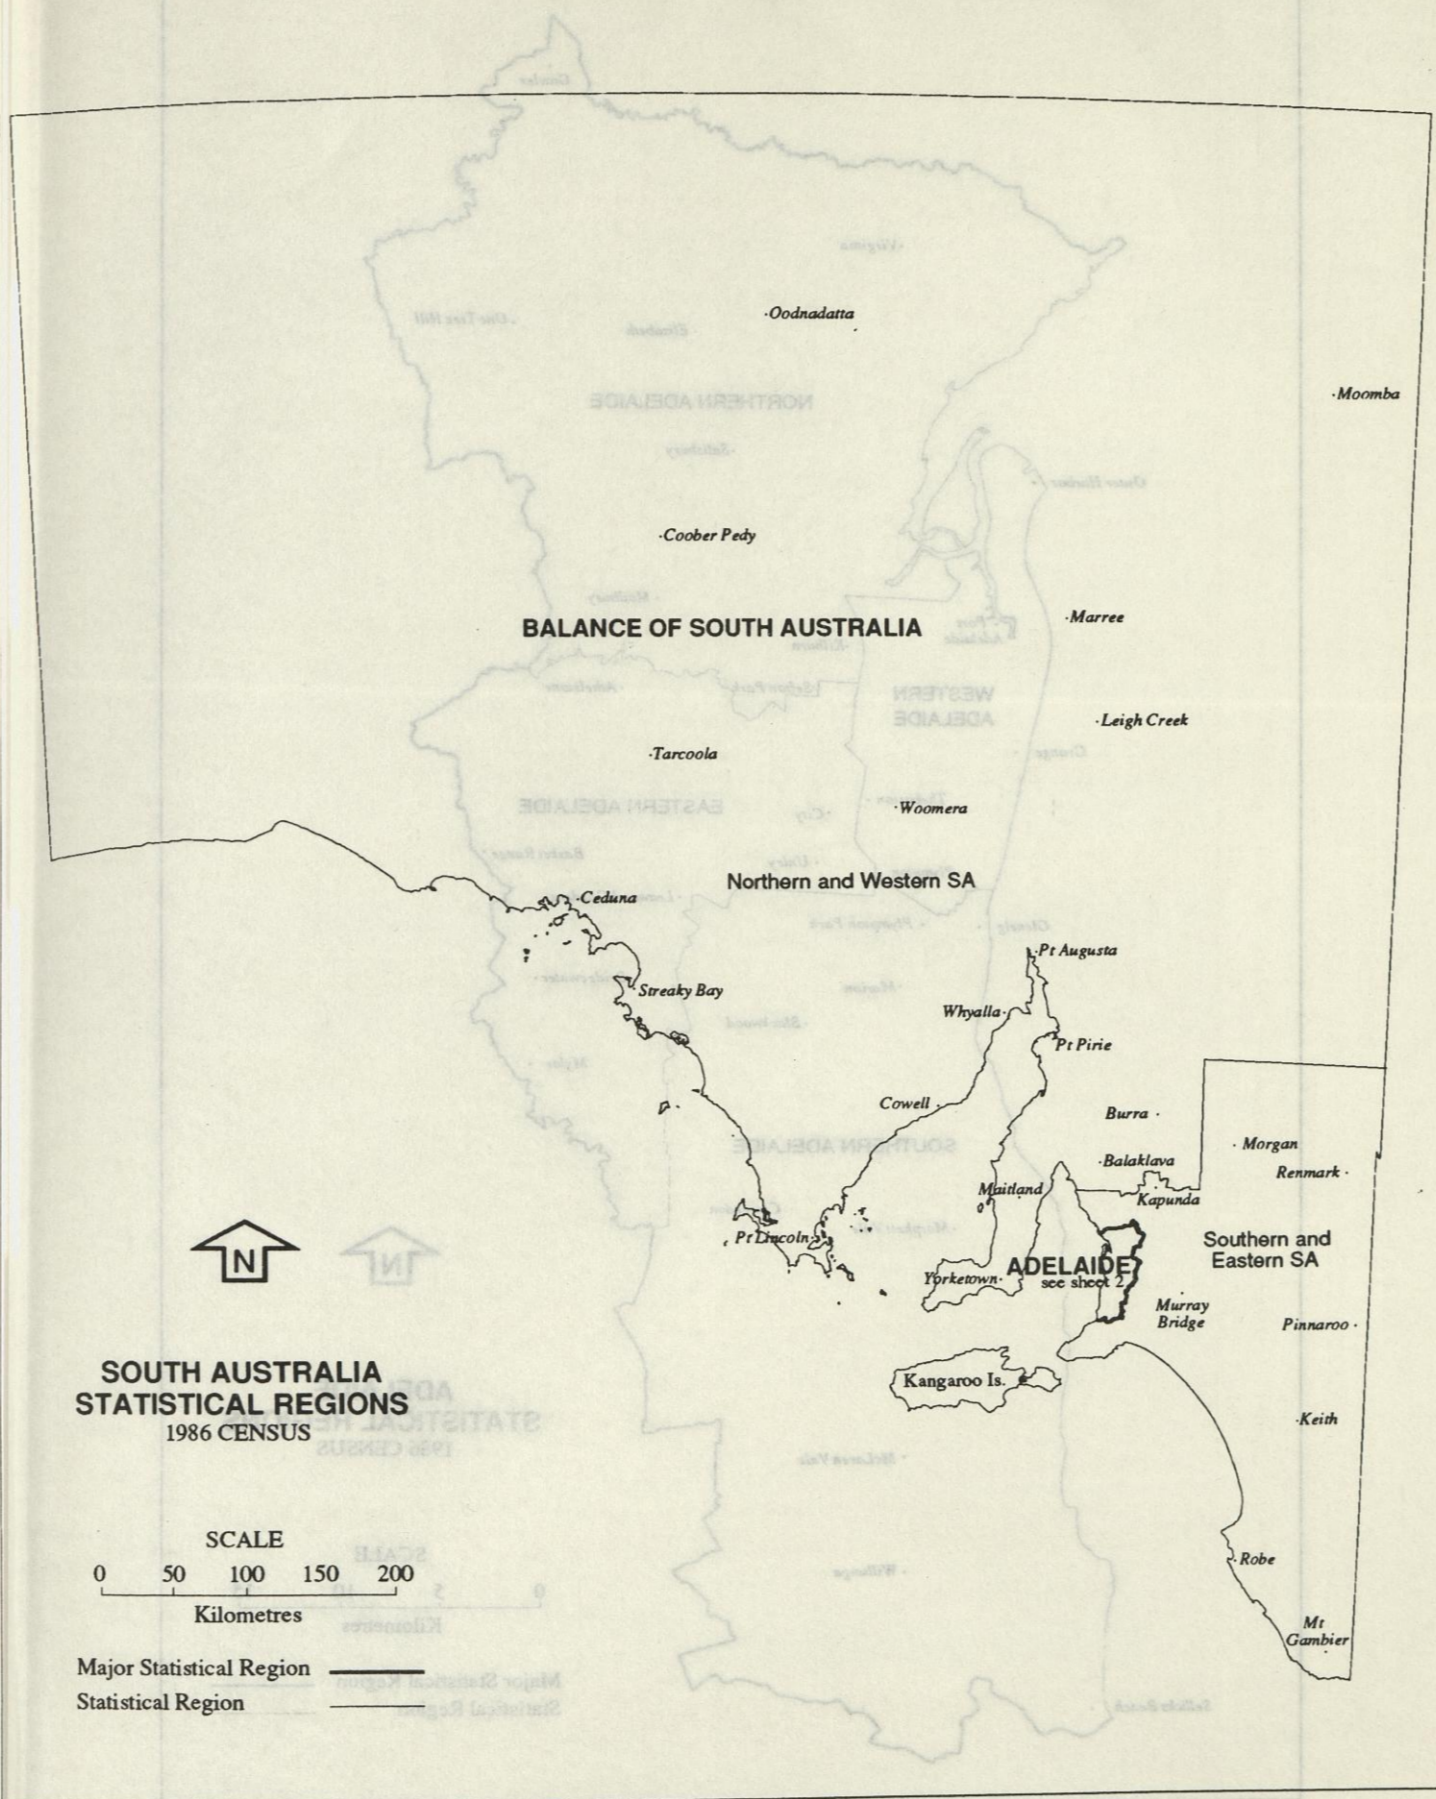 ·Oodnadatta
·Moomba
·Coober Pedy
BALANCE OF SOUTH AUSTRALIA
·Marree
·Leigh Creek
·Tarcoola
·Woomera
Northern and Western SA
·Ceduna
·Pt Augusta
Streaky Bay
Whyalla·
Pt Pirie
Cowell ·
Burra ·
· Morgan
·Balaklava
Renmark ·
Maitland
Kapunda
Pt Lincoln·
Southern and
Eastern SA
ADELAIDE
see sheet 2
Yorketown·
Murray
Bridge
Pinnaroo ·
Kangaroo Is.
·Keith
·Robe
Mt
Gambier
N
SOUTH AUSTRALIA
STATISTICAL REGIONS
1986 CENSUS
SCALE
0 50 100 150 200
Kilometres
Major Statistical Region
Statistical Region